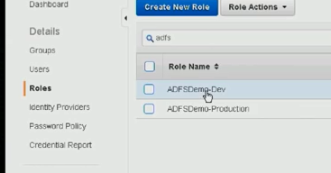 Dashboard
Create New Role
Role Actions
Details
adfs
Groups
Role Name
Users
Roles
ADFSDemo-Dev
Identity Providers
ADFSDemo-Production
Password Policy
Credential Report